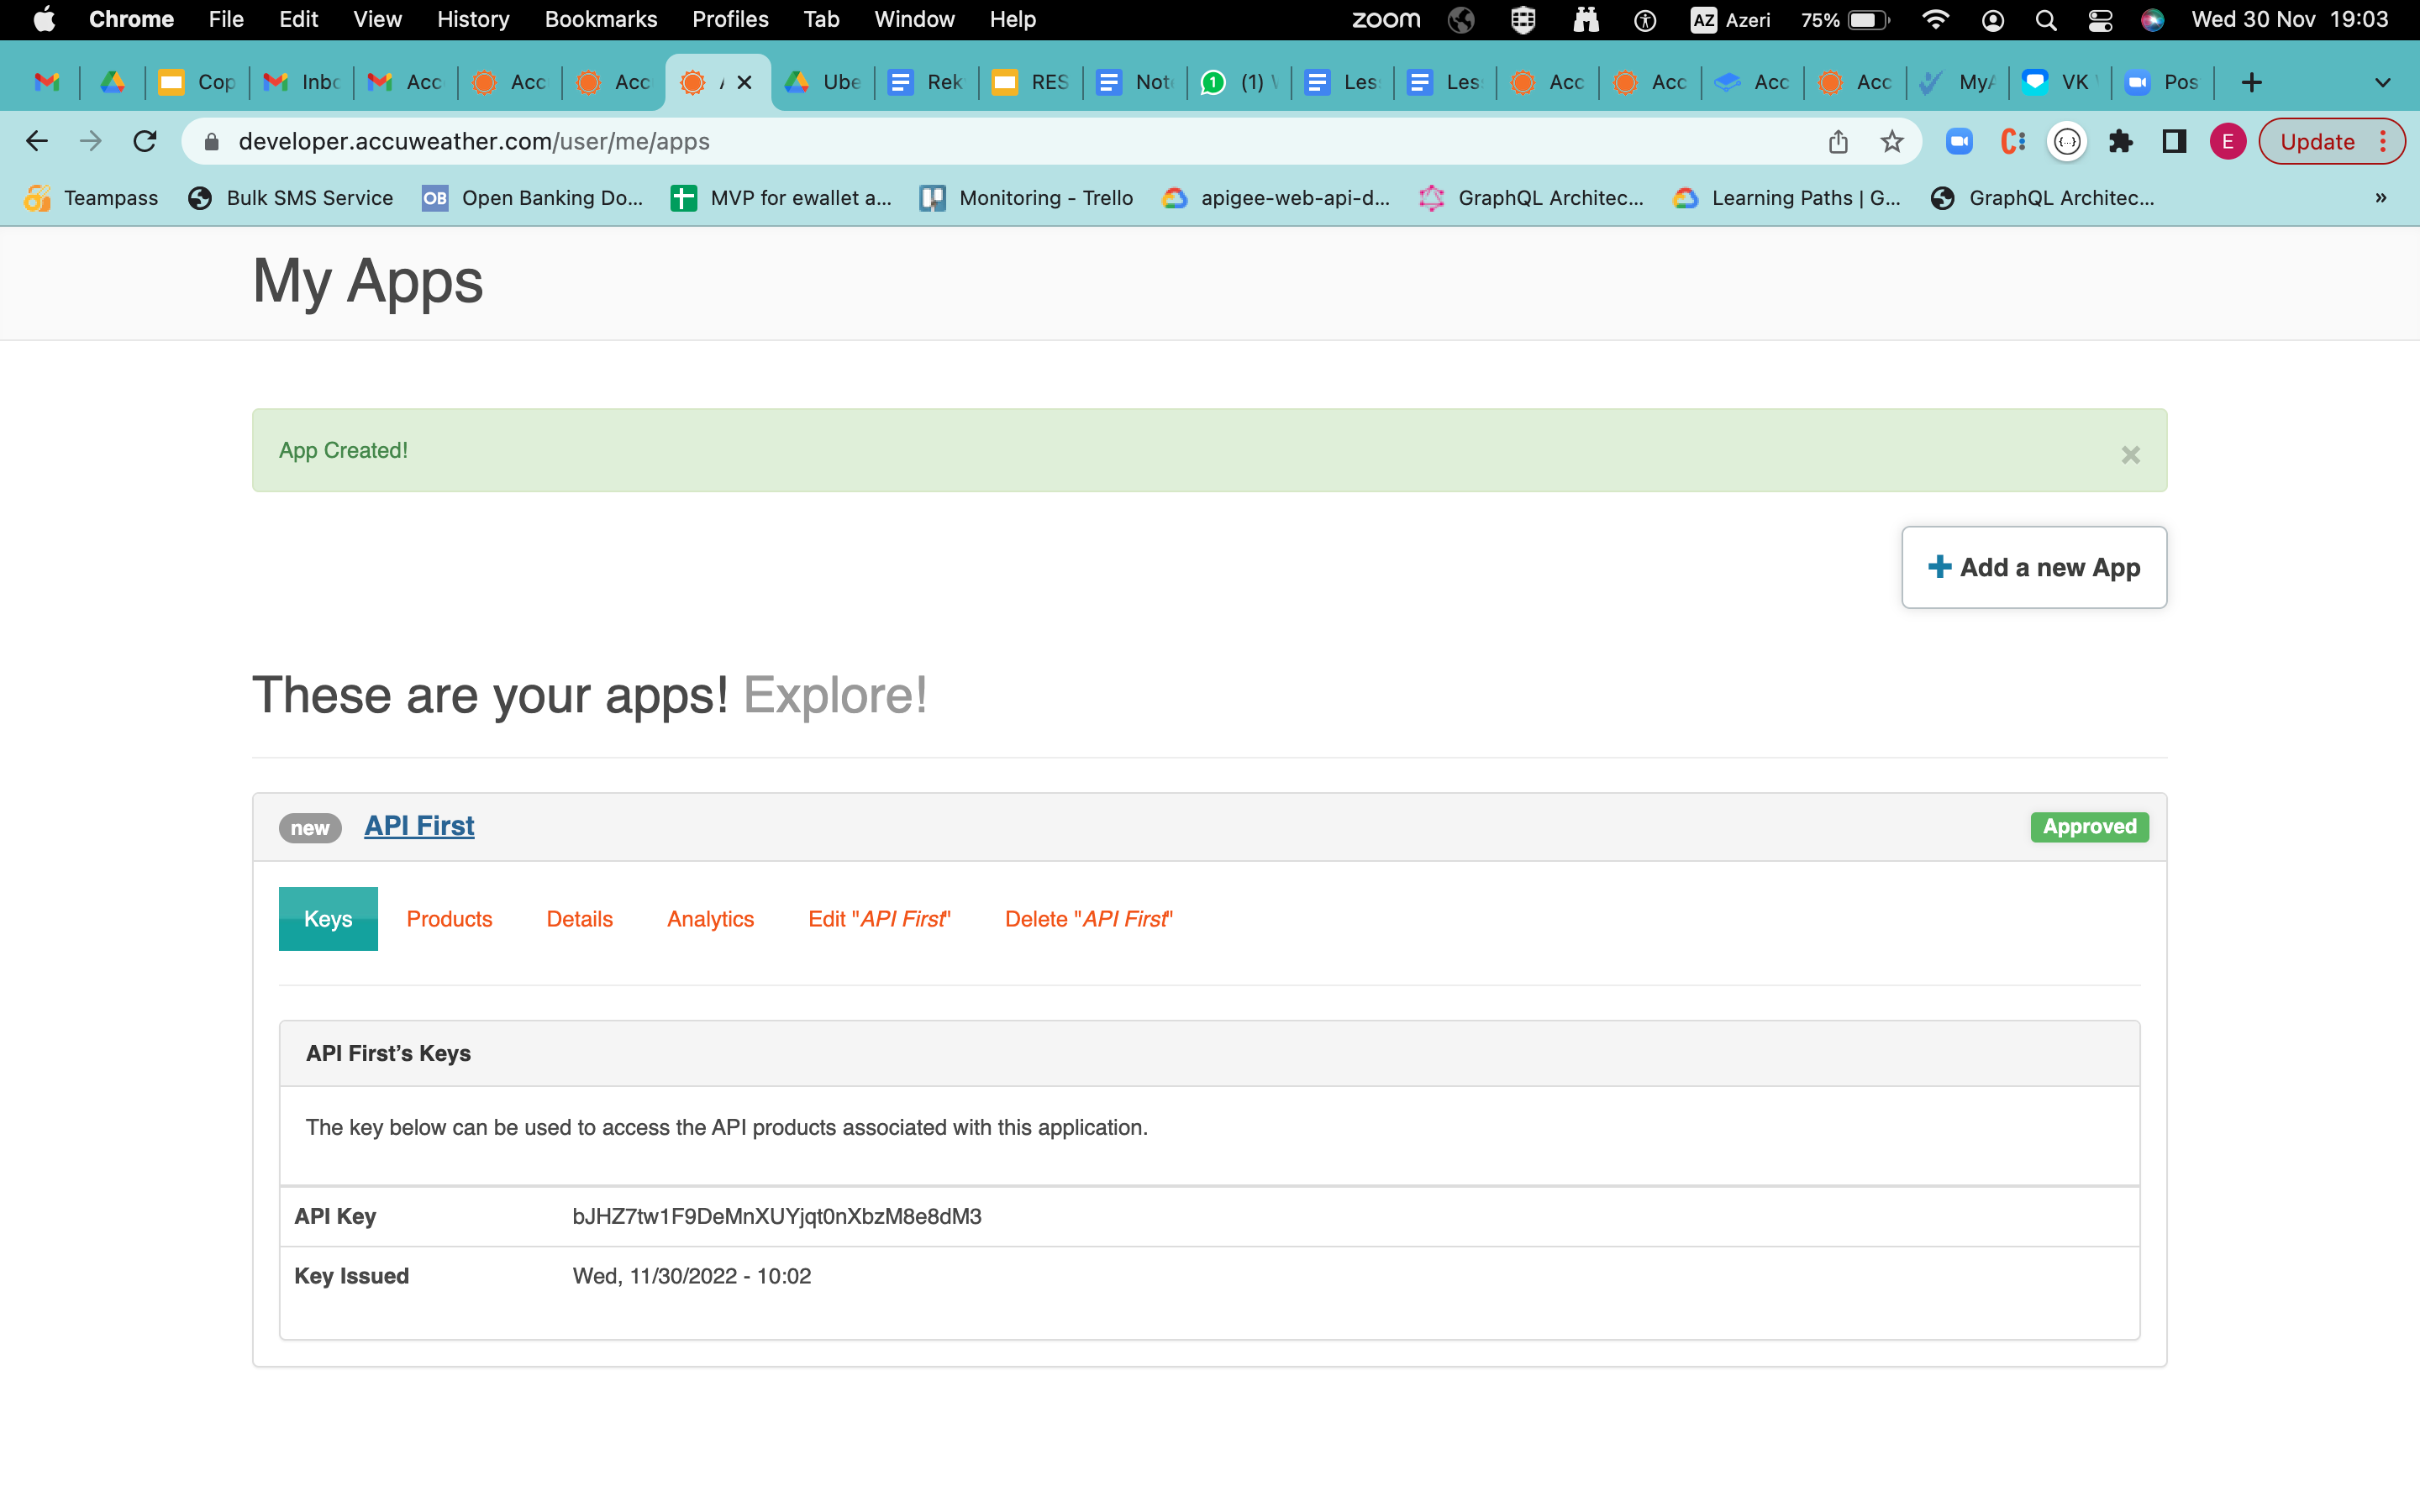 Chrome File Edit View History Bookmarks Profiles Tab Window Help zoom AZ Azeri 75% Wed 30 Nov 19:03
Cop Inbc Acc Acc Acc Ube Rek RES Not (1) Les Les Acc Acc Acc Acc MyA VK Pos
developer.accuweather.com/user/me/apps E Update
Teampass Bulk SMS Service OB Open Banking Do... MVP for ewallet a... Monitoring - Trello apigee-web-api-d... GraphQL Architec... Learning Paths | G... GraphQL Architec... »
My Apps
App Created! ×
+ Add a new App
These are your apps! Explore!
new API First Approved
Keys Products Details Analytics Edit "API First" Delete "API First"
API First’s Keys
The key below can be used to access the API products associated with this application.
API Key bJHZ7tw1F9DeMnXUYjqt0nXbzM8e8dM3
Key Issued Wed, 11/30/2022 - 10:02